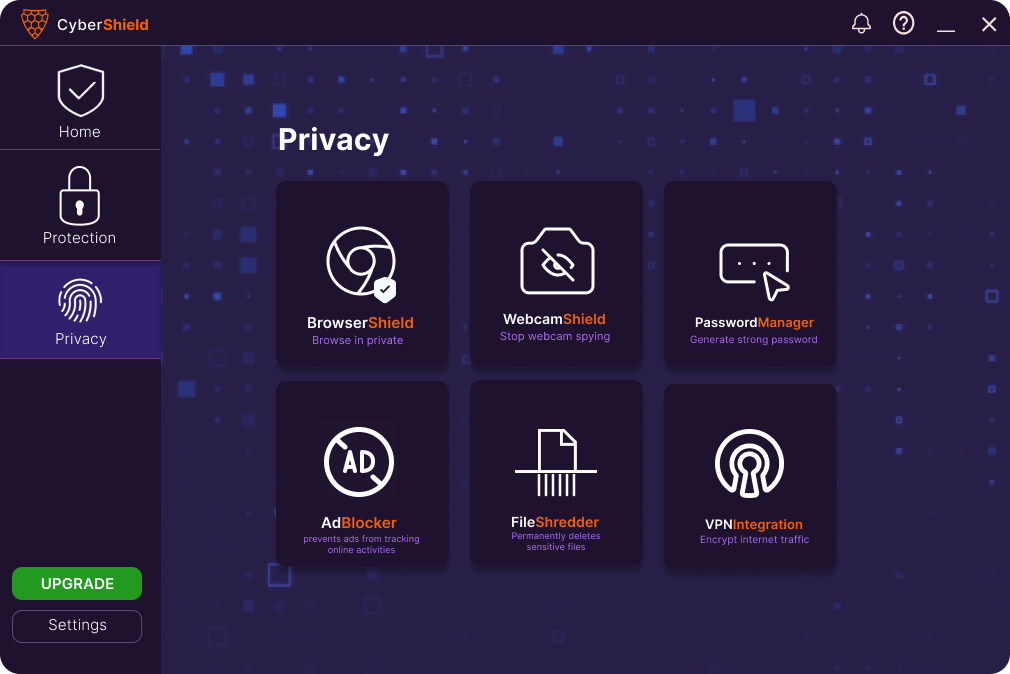 CyberShield
Home
Protection
Privacy
UPGRADE
Settings
Privacy
BrowserShield
Browse in private
WebcamShield
Stop webcam spying
PasswordManager
Generate strong password
AD
AdBlocker
prevents ads from tracking
online activities
FileShredder
Permanently deletes
sensitive files
VPNIntegration
Encrypt internet traffic